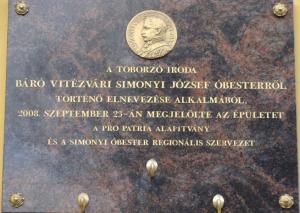 A TOBORZÓ IRODA
BÁRÓ VITÉZVÁRI SIMONYI JÓZSEF ÓBESTERRŐL
TÖRTÉNŐ ELNEVEZÉSE ALKALMÁBÓL
2008. SZEPTEMBER 25-ÁN MEGJELÖLTE AZ ÉPÜLETET
A PRO PATRIA ALAPÍTVÁNY
ÉS A SIMONYI ÓBESTER REGIONÁLIS SZERVEZET